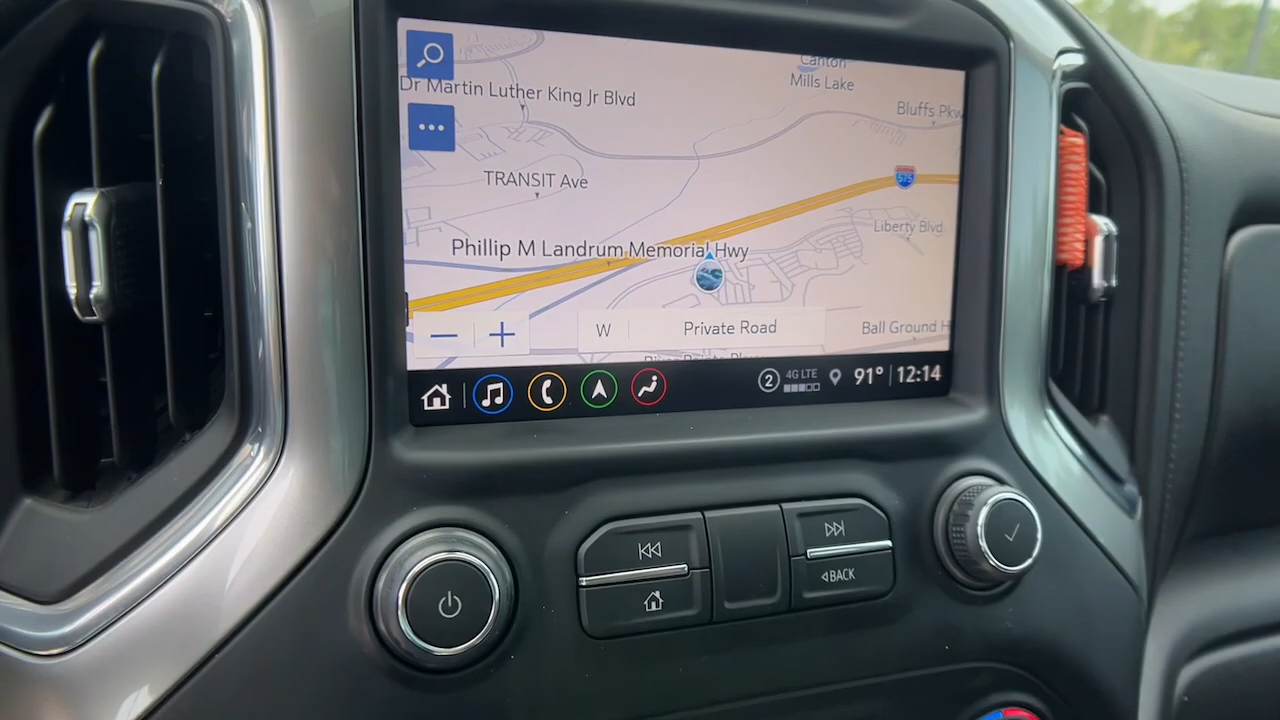 Canton
Mills Lake
Dr Martin Luther King Jr Blvd
Bluffs Pkw
TRANSIT Ave
575
Liberty Blvd
Phillip M Landrum Memorial Hwy
W
Private Road
Ball Ground H
2
4G LTE
91°
12:14
BACK